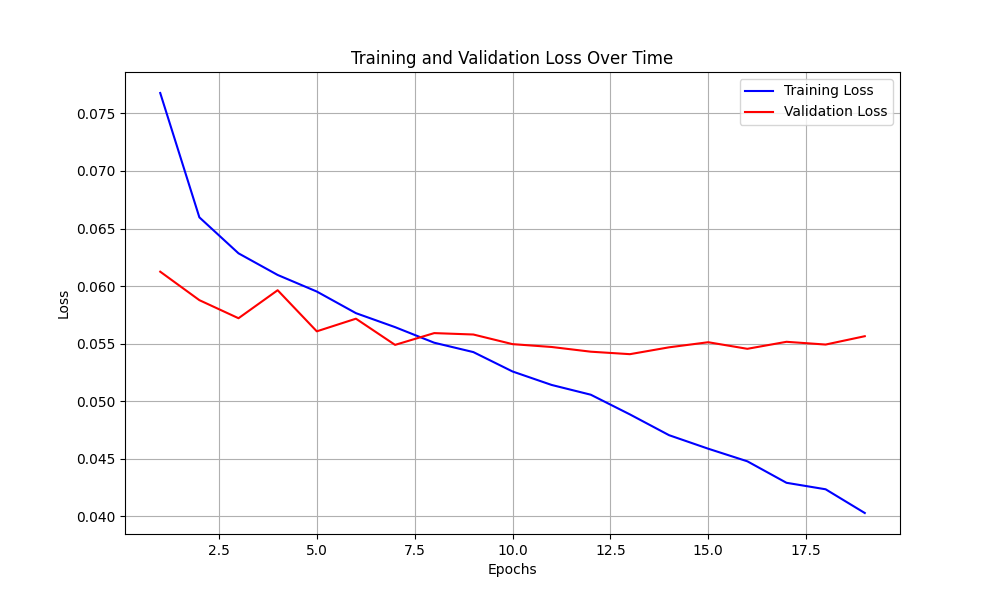 Training and Validation Loss Over Time
Training Loss
Validation Loss
Loss
0.075
0.070
0.065
0.060
0.055
0.050
0.045
0.040
2.5 5.0 7.5 10.0 12.5 15.0 17.5
Epochs